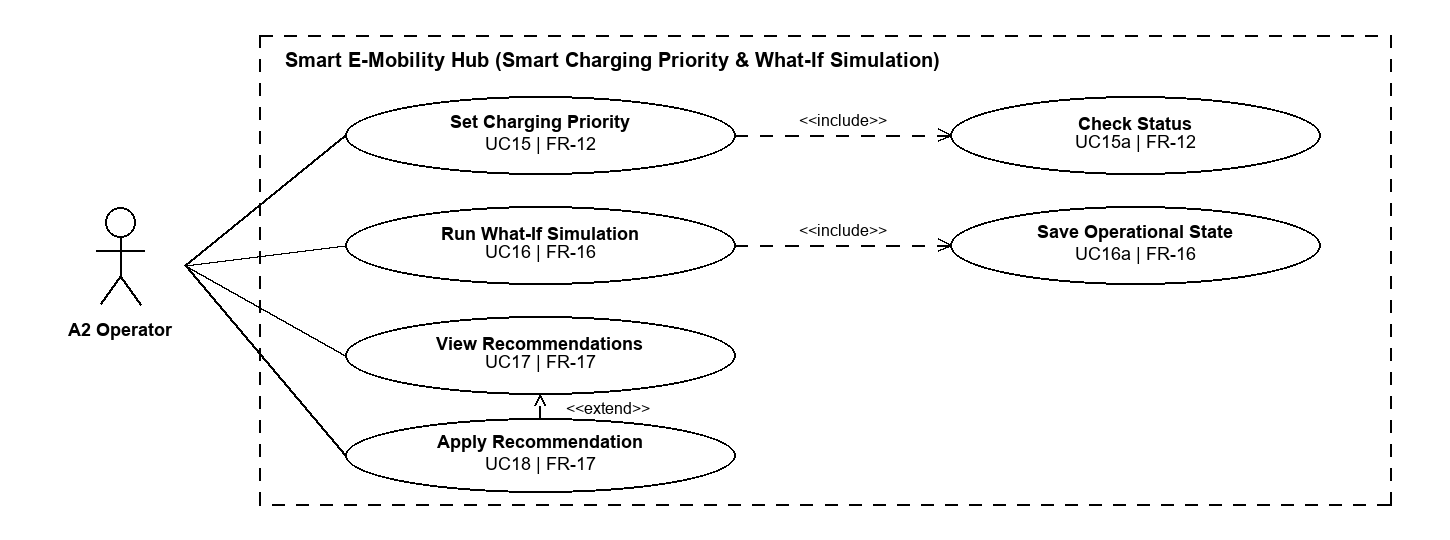 Smart E-Mobility Hub (Smart Charging Priority & What-If Simulation)
Set Charging Priority
UC15 | FR-12
<<include>>
Check Status
UC15a | FR-12
Run What-If Simulation
UC16 | FR-16
<<include>>
Save Operational State
UC16a | FR-16
A2 Operator
View Recommendations
UC17 | FR-17
<<extend>>
Apply Recommendation
UC18 | FR-17